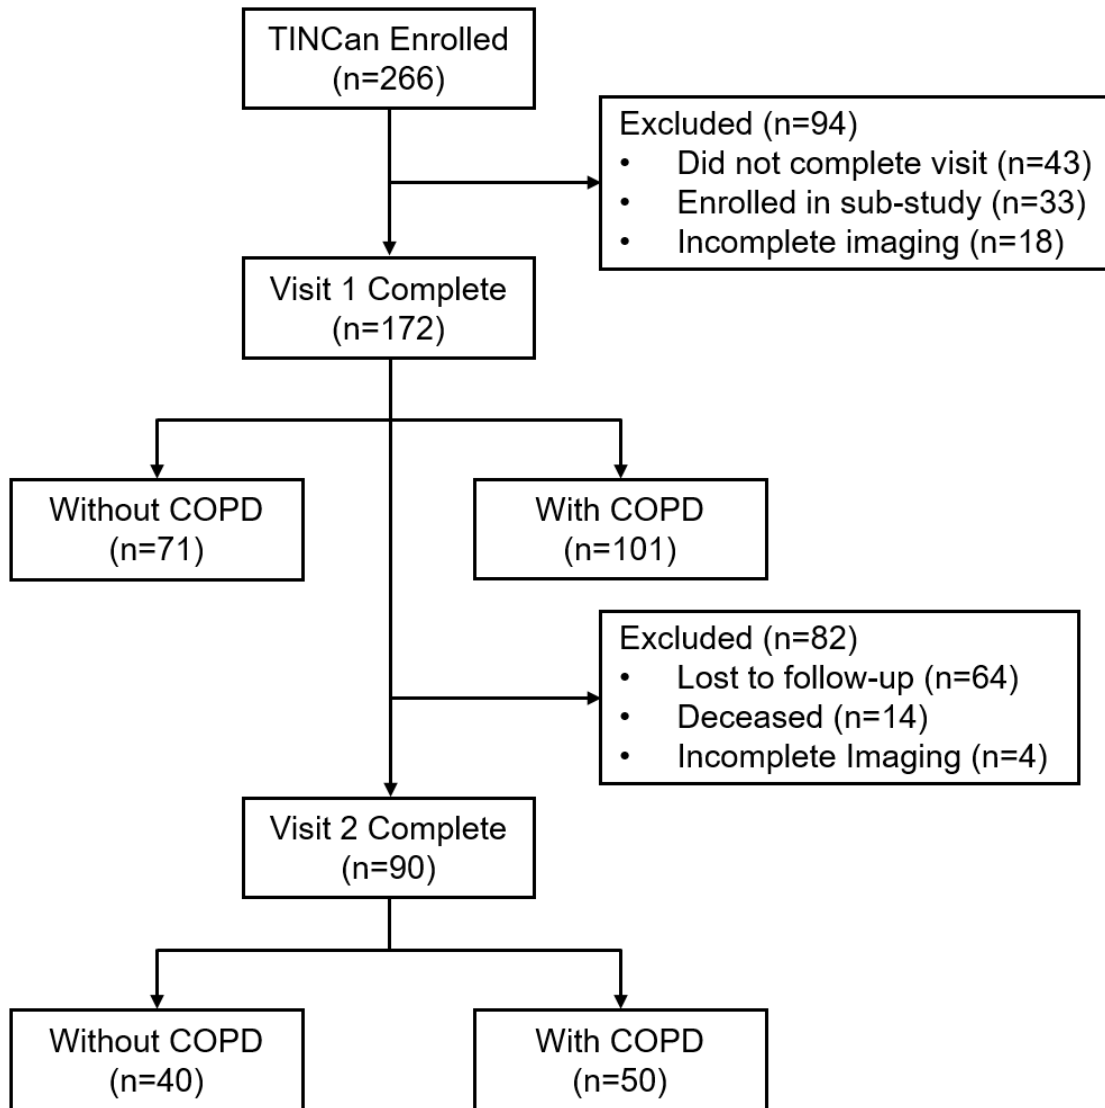 TINCan Enrolled
(n=266)
Excluded (n=94)
• Did not complete visit (n=43)
• Enrolled in sub-study (n=33)
• Incomplete imaging (n=18)
Visit 1 Complete
(n=172)
Without COPD
(n=71)
With COPD
(n=101)
Excluded (n=82)
• Lost to follow-up (n=64)
• Deceased (n=14)
• Incomplete Imaging (n=4)
Visit 2 Complete
(n=90)
Without COPD
(n=40)
With COPD
(n=50)